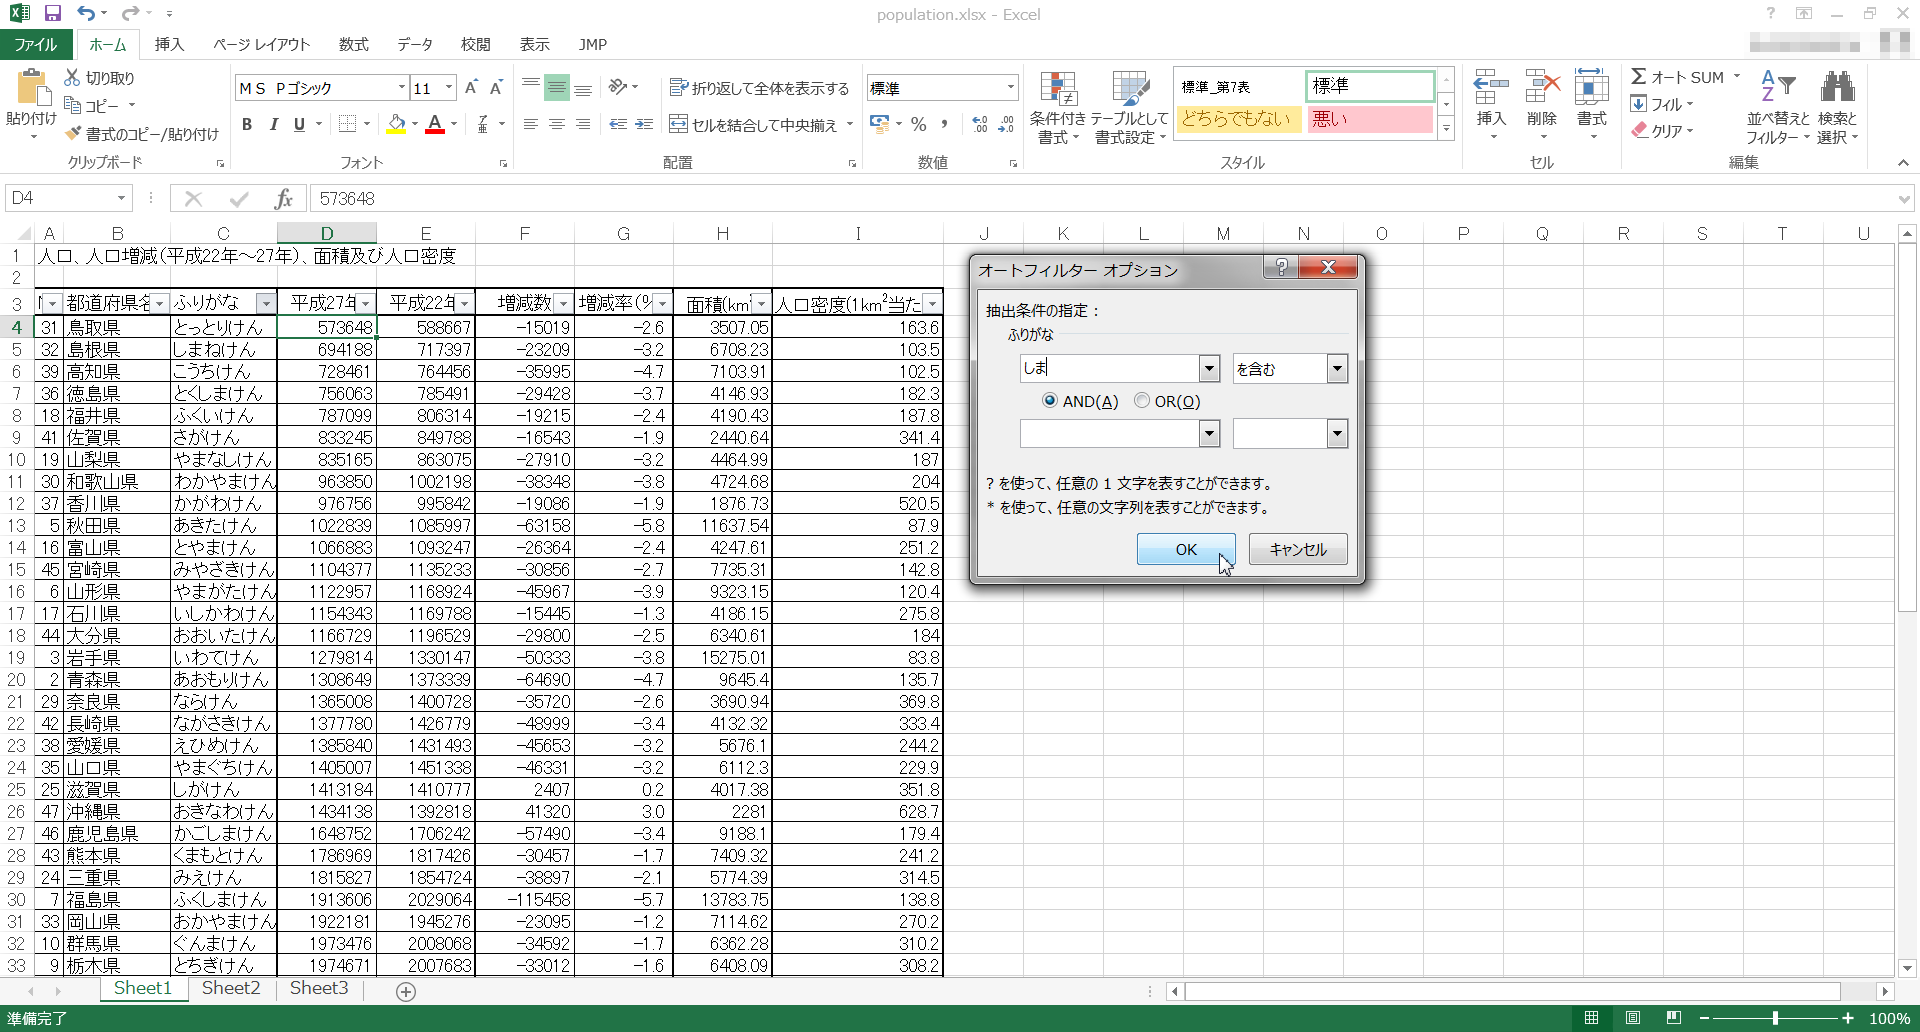 population.xlsx - Excel
ファイル ホーム 挿入 ページ レイアウト 数式 データ 校閲 表示 JMP
貼り付け 切り取り コピー 書式のコピー/貼り付け クリップボード
ＭＳ Ｐゴシック 11 B I U A A A フォント
折り返して全体を表示する セルを結合して中央揃え 配置
標準 % , 数値
条件付き書式 テーブルとして書式設定 標準_第7表 標準 どちらでもない 悪い スタイル
挿入 削除 書式 セル
Σ オート SUM フィル クリア 並べ替えとフィルター 検索と選択 編集
D4 fx 573648
A B C D E F G H I J K L M N O P Q R S T U
1 人口、人口増減（平成22年～27年）、面積及び人口密度
2
3 都道府県名 ふりがな 平成27年 平成22年 増減数 増減率（% 面積(km² 人口密度(1km²当た
4 31 鳥取県 とっとりけん 573648 588667 -15019 -2.6 3507.05 163.6
5 32 島根県 しまねけん 694188 717397 -23209 -3.2 6708.23 103.5
6 39 高知県 こうちけん 728461 764456 -35995 -4.7 7103.91 102.5
7 36 徳島県 とくしまけん 756063 785491 -29428 -3.7 4146.93 182.3
8 18 福井県 ふくいけん 787099 806314 -19215 -2.4 4190.43 187.8
9 41 佐賀県 さがけん 833245 849788 -16543 -1.9 2440.64 341.4
10 19 山梨県 やまなしけん 835165 863075 -27910 -3.2 4464.99 187
11 30 和歌山県 わかやまけん 963850 1002198 -38348 -3.8 4724.68 204
12 37 香川県 かがわけん 976756 995842 -19086 -1.9 1876.73 520.5
13 5 秋田県 あきたけん 1022839 1085997 -63158 -5.8 11637.54 87.9
14 16 富山県 とやまけん 1066883 1093247 -26364 -2.4 4247.61 251.2
15 45 宮崎県 みやざきけん 1104377 1135233 -30856 -2.7 7735.31 142.8
16 6 山形県 やまがたけん 1122957 1168924 -45967 -3.9 9323.15 120.4
17 17 石川県 いしかわけん 1154343 1169788 -15445 -1.3 4186.15 275.8
18 44 大分県 おおいたけん 1166729 1196529 -29800 -2.5 6340.61 184
19 3 岩手県 いわてけん 1279814 1330147 -50333 -3.8 15275.01 83.8
20 2 青森県 あおもりけん 1308649 1373339 -64690 -4.7 9645.4 135.7
21 29 奈良県 ならけん 1365008 1400728 -35720 -2.6 3690.94 369.8
22 42 長崎県 ながさきけん 1377780 1426779 -48999 -3.4 4132.32 333.4
23 38 愛媛県 えひめけん 1385840 1431493 -45653 -3.2 5676.1 244.2
24 35 山口県 やまぐちけん 1405007 1451338 -46331 -3.2 6112.3 229.9
25 25 滋賀県 しがけん 1413184 1410777 2407 0.2 4017.38 351.8
26 47 沖縄県 おきなわけん 1434138 1392818 41320 3.0 2281 628.7
27 46 鹿児島県 かごしまけん 1648752 1706242 -57490 -3.4 9188.1 179.4
28 43 熊本県 くまもとけん 1786969 1817426 -30457 -1.7 7409.32 241.2
29 24 三重県 みえけん 1815827 1854724 -38897 -2.1 5774.39 314.5
30 7 福島県 ふくしまけん 1913606 2029064 -115458 -5.7 13783.75 138.8
31 33 岡山県 おかやまけん 1922181 1945276 -23095 -1.2 7114.62 270.2
32 10 群馬県 ぐんまけん 1973476 2008068 -34592 -1.7 6362.28 310.2
33 9 栃木県 とちぎけん 1974671 2007683 -33012 -1.6 6408.09 308.2
オートフィルター オプション
抽出条件の指定：
ふりがな
しま を含む
AND(A) OR(O)
? を使って、任意の 1 文字を表すことができます。
* を使って、任意の文字列を表すことができます。
OK キャンセル
Sheet1 Sheet2 Sheet3
準備完了 100%